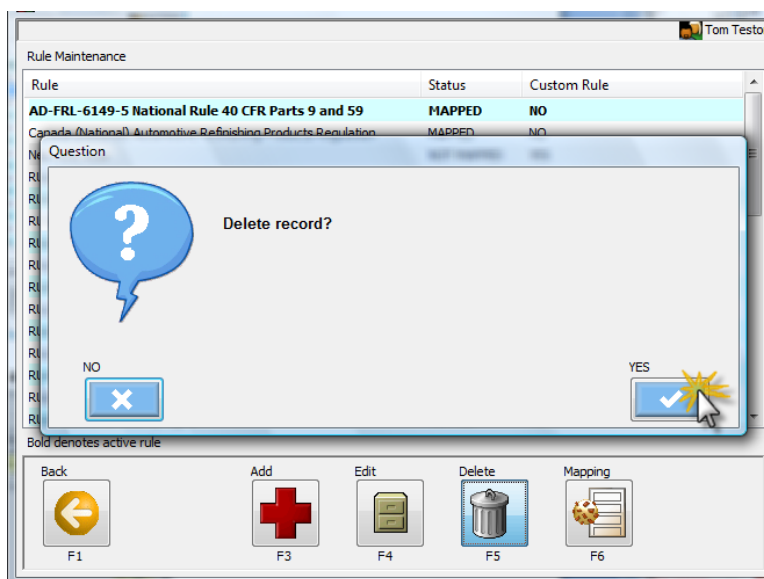 Tom Testo
Rule Maintenance
Rule Status Custom Rule
AD-FRL-6149-5 National Rule 40 CFR Parts 9 and 59 MAPPED NO
Canada (National) Automotive Refinishing Products Regulation MAPPED NO
Question
Delete record?
NO YES
Bold denotes active rule
Back Add Edit Delete Mapping
F1 F3 F4 F5 F6